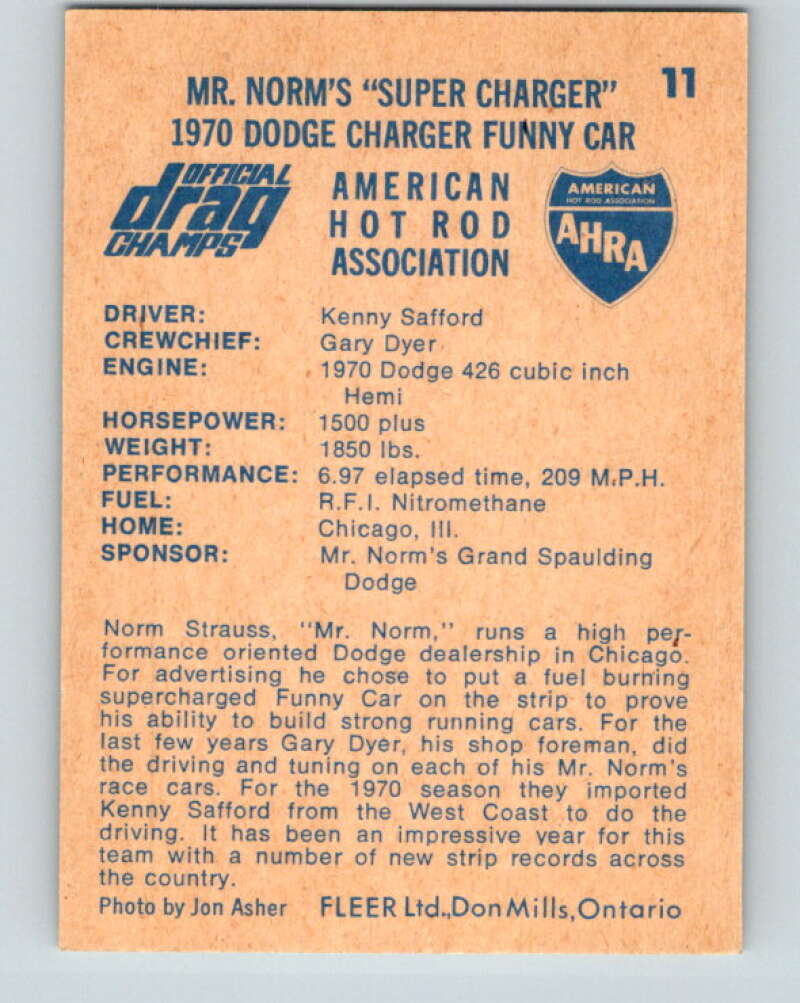 MR. NORM'S "SUPER CHARGER" 11
1970 DODGE CHARGER FUNNY CAR
OFFICIAL
drag
CHAMPS
AMERICAN
HOT ROD
ASSOCIATION
AMERICAN
HOT ROD ASSOCIATION
AHRA
DRIVER: Kenny Safford
CREWCHIEF: Gary Dyer
ENGINE: 1970 Dodge 426 cubic inch
Hemi
HORSEPOWER: 1500 plus
WEIGHT: 1850 lbs.
PERFORMANCE: 6.97 elapsed time, 209 M.P.H.
FUEL: R.F.I. Nitromethane
HOME: Chicago, Ill.
SPONSOR: Mr. Norm's Grand Spaulding
Dodge
Norm Strauss, "Mr. Norm," runs a high per-
formance oriented Dodge dealership in Chicago.
For advertising he chose to put a fuel burning
supercharged Funny Car on the strip to prove
his ability to build strong running cars. For the
last few years Gary Dyer, his shop foreman, did
the driving and tuning on each of his Mr. Norm's
race cars. For the 1970 season they imported
Kenny Safford from the West Coast to do the
driving. It has been an impressive year for this
team with a number of new strip records across
the country.
Photo by Jon Asher FLEER Ltd., Don Mills, Ontario